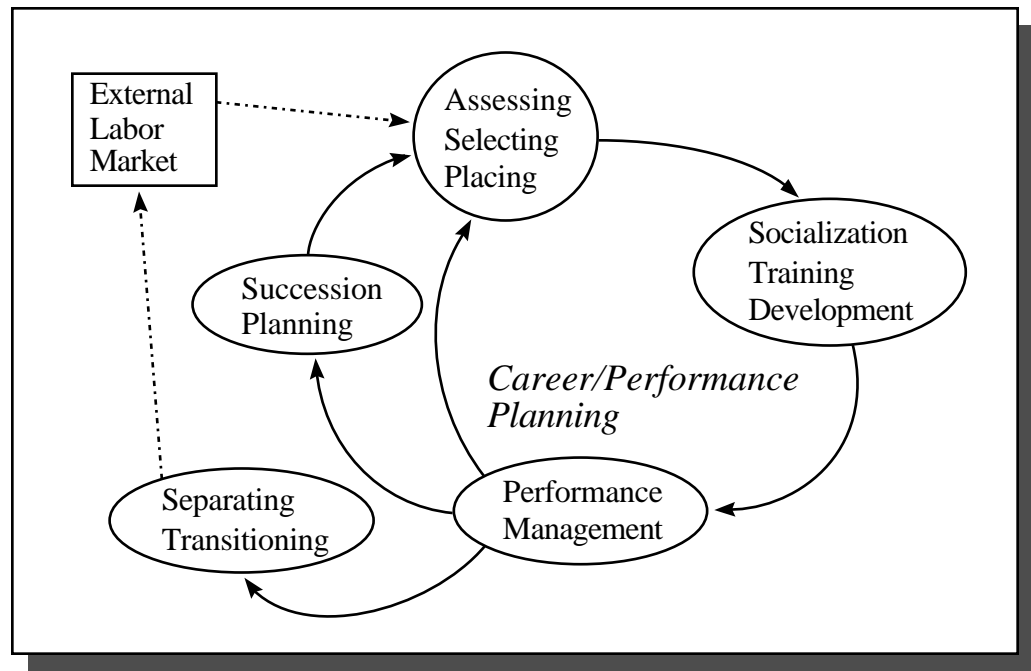 External
Labor
Market
Assessing
Selecting
Placing
Socialization
Training
Development
Succession
Planning
Career/Performance
Planning
Performance
Management
Separating
Transitioning